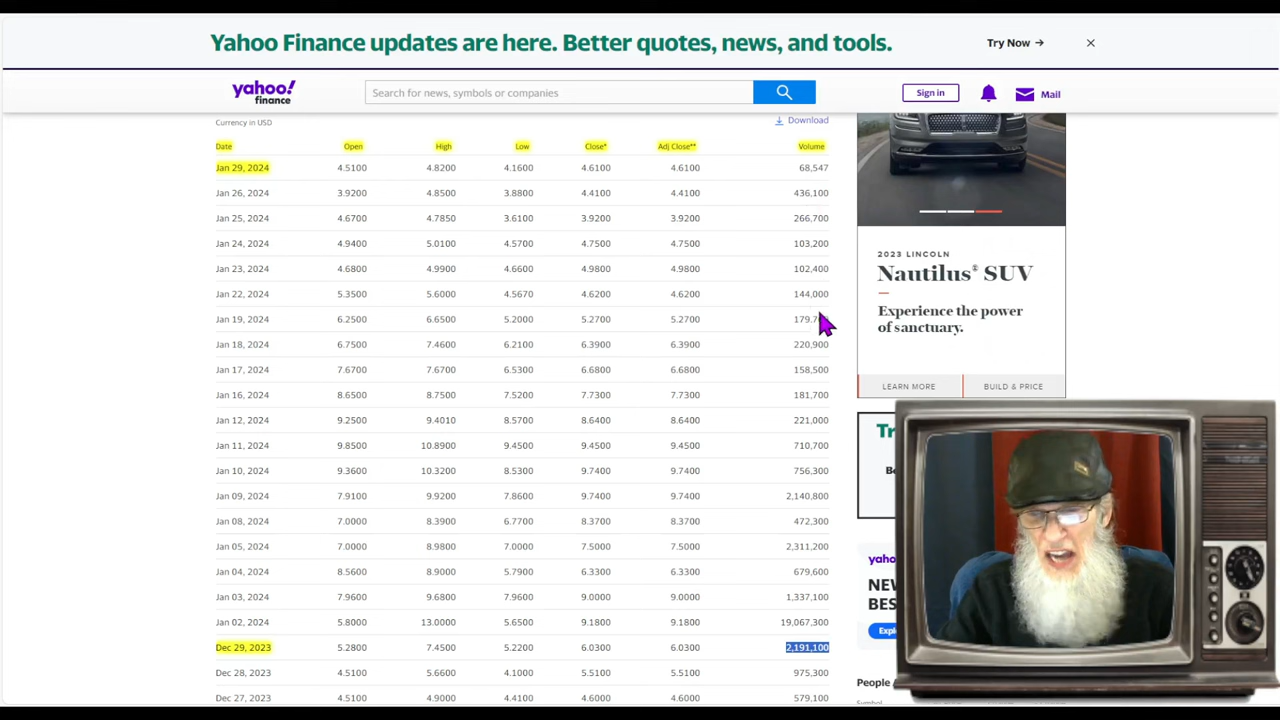 Yahoo Finance updates are here. Better quotes, news, and tools.
Try Now →
yahoo!
finance
Search for news, symbols or companies
Sign in
Mail
Currency in USD
Download
Date Open High Low Close* Adj Close** Volume
Jan 29, 2024 4.5100 4.8200 4.1600 4.6100 4.6100 68,547
Jan 26, 2024 3.9200 4.8500 3.8800 4.4100 4.4100 436,100
Jan 25, 2024 4.6700 4.7850 3.6100 3.9200 3.9200 266,700
Jan 24, 2024 4.9400 5.0100 4.5700 4.7500 4.7500 103,200
Jan 23, 2024 4.6800 4.9900 4.6600 4.9800 4.9800 102,400
Jan 22, 2024 5.3500 5.6000 4.5670 4.6200 4.6200 144,000
Jan 19, 2024 6.2500 6.6500 5.2000 5.2700 5.2700
Jan 18, 2024 6.7500 7.4600 6.2100 6.3900 6.3900 220,900
Jan 17, 2024 7.6700 7.6700 6.5300 6.6800 6.6800 158,500
Jan 16, 2024 8.6500 8.7500 7.5200 7.7300 7.7300 181,700
Jan 12, 2024 9.2500 9.4010 8.5700 8.6400 8.6400 221,000
Jan 11, 2024 9.8500 10.8900 9.4500 9.4500 9.4500 710,700
Jan 10, 2024 9.3600 10.3200 8.5300 9.7400 9.7400 756,300
Jan 09, 2024 7.9100 9.9200 7.8600 9.7400 9.7400 2,140,800
Jan 08, 2024 7.0000 8.3900 6.7700 8.3700 8.3700 472,300
Jan 05, 2024 7.0000 8.9800 7.0000 7.5000 7.5000 2,311,200
Jan 04, 2024 8.5600 8.9000 5.7900 6.3300 6.3300 679,600
Jan 03, 2024 7.9600 9.6800 7.9600 9.0000 9.0000 1,337,100
Jan 02, 2024 5.8000 13.0000 5.6500 9.1800 9.1800 19,067,300
Dec 29, 2023 5.2800 7.4500 5.2200 6.0300 6.0300 2,191,100
Dec 28, 2023 4.5100 5.6600 4.1000 5.5100 5.5100 975,300
Dec 27, 2023 4.5100 4.9000 4.4100 4.6000 4.6000 579,100
2023 LINCOLN
Nautilus® SUV
Experience the power
of sanctuary.
LEARN MORE
BUILD & PRICE
People